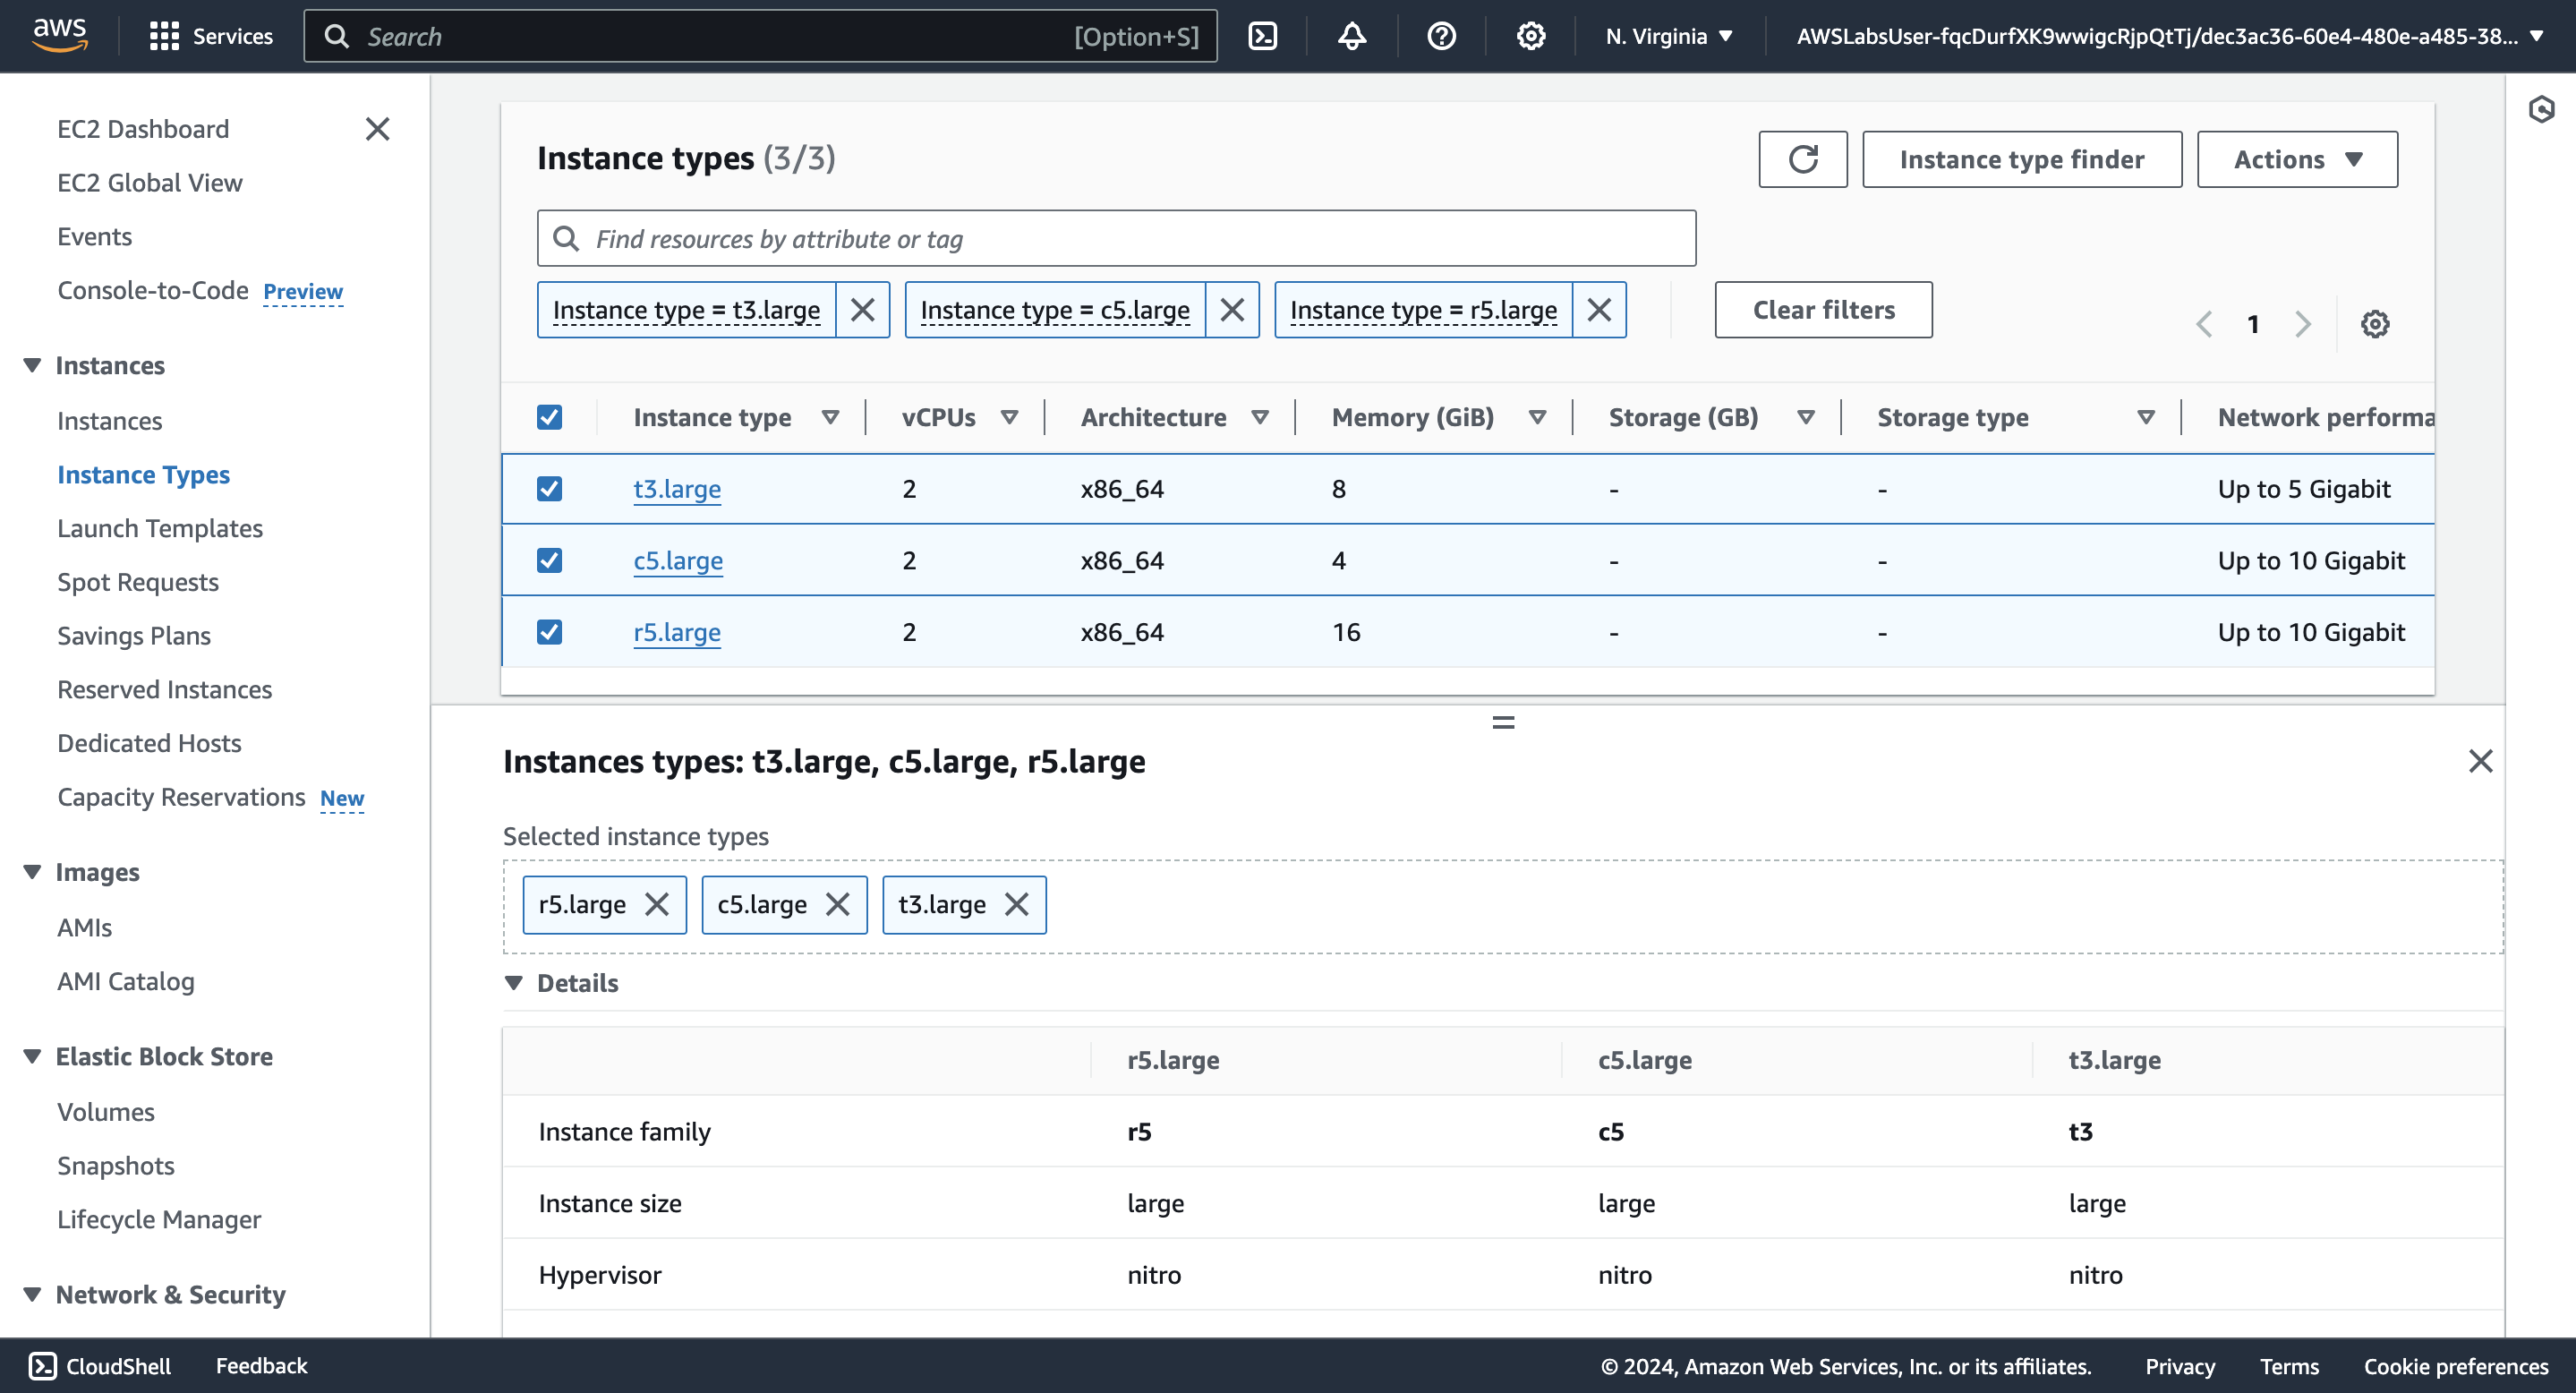 aws Services Search [Option+S] N. Virginia AWSLabsUser-fqcDurfXK9wwigcRjpQtTj/dec3ac36-60e4-480e-a485-38...
EC2 Dashboard
EC2 Global View
Events
Console-to-Code Preview
Instances
Instances
Instance Types
Launch Templates
Spot Requests
Savings Plans
Reserved Instances
Dedicated Hosts
Capacity Reservations New
Images
AMIs
AMI Catalog
Elastic Block Store
Volumes
Snapshots
Lifecycle Manager
Network & Security
Instance types (3/3) Instance type finder Actions
Find resources by attribute or tag
Instance type = t3.large Instance type = c5.large Instance type = r5.large Clear filters 1
Instance type vCPUs Architecture Memory (GiB) Storage (GB) Storage type Network performa
t3.large 2 x86_64 8 - - Up to 5 Gigabit
c5.large 2 x86_64 4 - - Up to 10 Gigabit
r5.large 2 x86_64 16 - - Up to 10 Gigabit
Instances types: t3.large, c5.large, r5.large
Selected instance types
r5.large c5.large t3.large
Details
r5.large c5.large t3.large
Instance family r5 c5 t3
Instance size large large large
Hypervisor nitro nitro nitro
CloudShell Feedback © 2024, Amazon Web Services, Inc. or its affiliates. Privacy Terms Cookie preferences